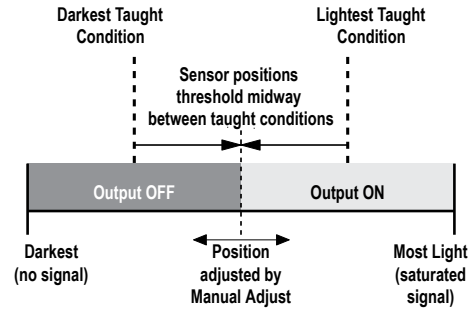 Darkest Taught
Condition
Lightest Taught
Condition
Sensor positions
threshold midway
between taught conditions
Output OFF
Output ON
Darkest
(no signal)
Position
adjusted by
Manual Adjust
Most Light
(saturated
signal)